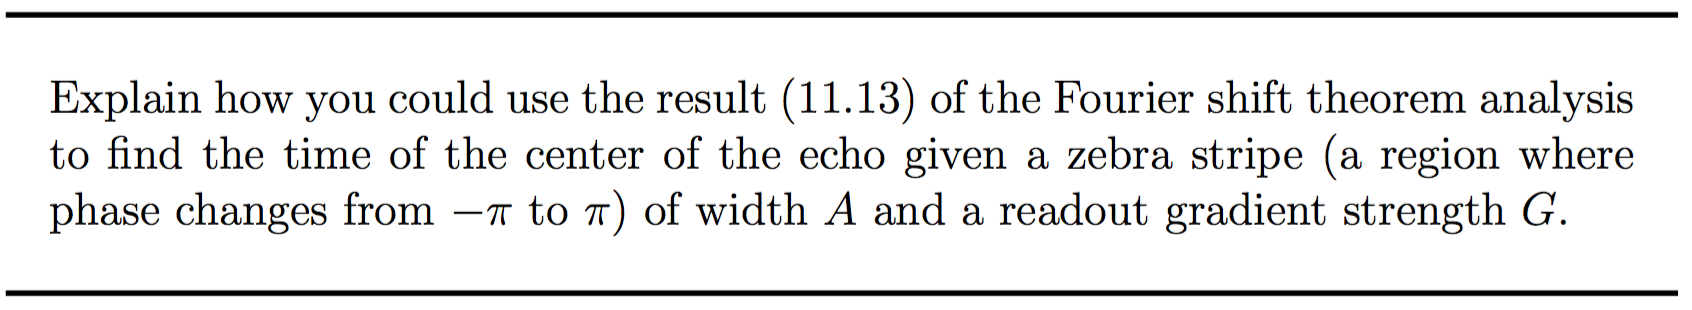 Explain how you could use the result (11.13) of the Fourier shift theorem analysis
to find the time of the center of the echo given a zebra stripe (a region where
phase changes from −π to π) of width A and a readout gradient strength G.